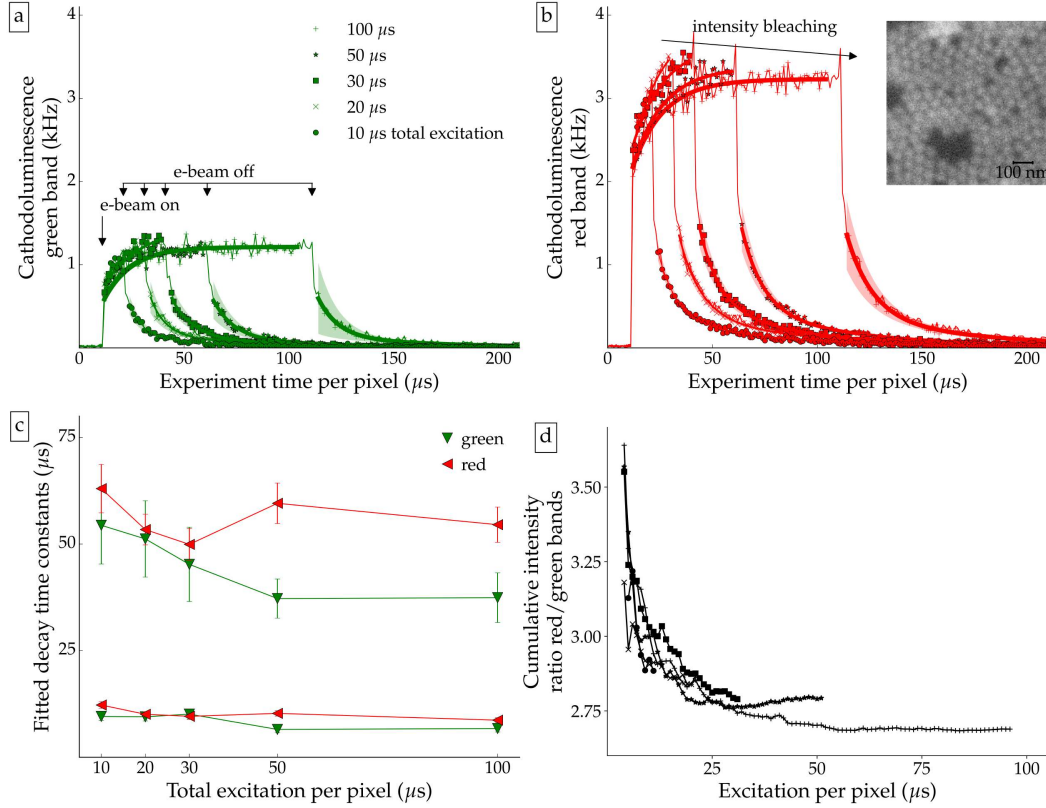 a
4
3
2
1
Cathodoluminescence
green band (kHz)
100 μs
50 μs
30 μs
20 μs
10 μs total excitation
e-beam off
e-beam on
50
100
150
200
Experiment time per pixel (μs)
b
4
3
2
1
Cathodoluminescence
red band (kHz)
intensity bleaching
100 nm
50
100
150
200
Experiment time per pixel (μs)
c
75
50
25
Fitted decay time constants (μs)
green
red
10
20
30
50
100
Total excitation per pixel (μs)
d
3.50
3.25
3.00
2.75
Cumulative intensity
ratio red/green bands
25
50
75
100
Excitation per pixel (μs)